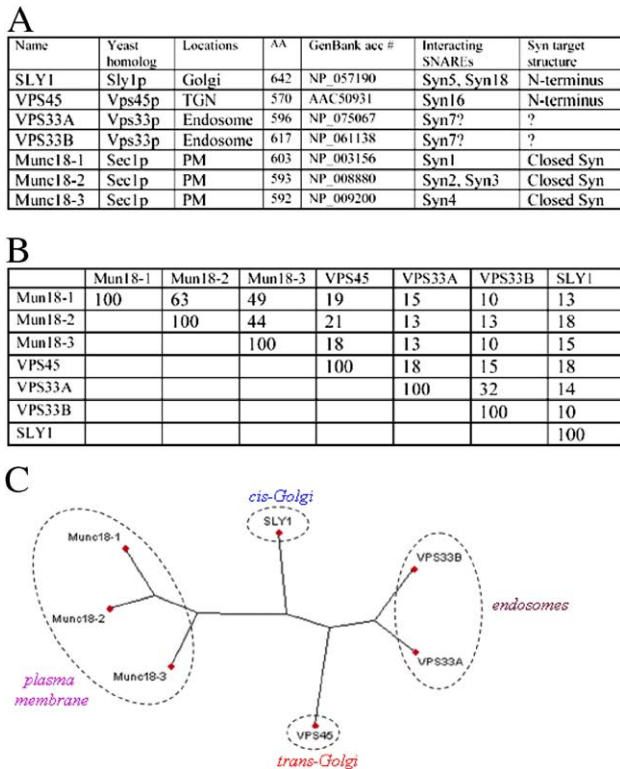 A
Name Yeast homolog Locations AA GenBank acc # Interacting SNAREs Syn target structure
SLY1 Sly1p Golgi 642 NP_057190 Syn5, Syn18 N-terminus
VPS45 Vps45p TGN 570 AAC50931 Syn16 N-terminus
VPS33A Vps33p Endosome 596 NP_075067 Syn7? ?
VPS33B Vps33p Endosome 617 NP_061138 Syn7? ?
Munc18-1 Sec1p PM 603 NP_003156 Syn1 Closed Syn
Munc18-2 Sec1p PM 593 NP_008880 Syn2, Syn3 Closed Syn
Munc18-3 Sec1p PM 592 NP_009200 Syn4 Closed Syn
B
Mun18-1 Mun18-2 Mun18-3 VPS45 VPS33A VPS33B SLY1
Mun18-1 100 63 49 19 15 10 13
Mun18-2 100 44 21 13 13 18
Mun18-3 100 18 13 10 15
VPS45 100 18 15 18
VPS33A 100 32 14
VPS33B 100 10
SLY1 100
C
cis-Golgi
SLY1
Munc18-1
VPS33B
endosomes
Munc18-2
VPS33A
Munc18-3
plasma
membrane
VPS45
trans-Golgi